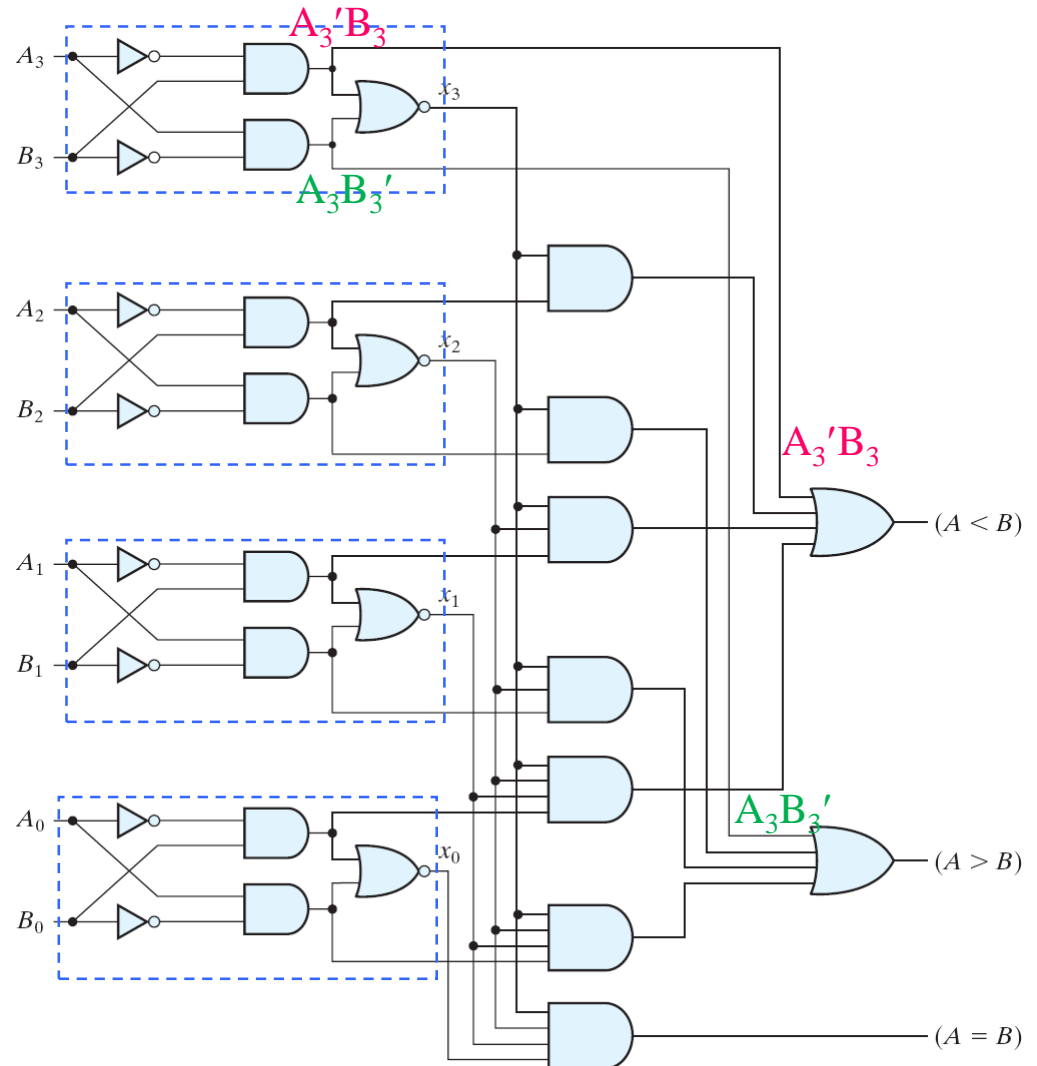 A₃′B₃
A₃
x₃
B₃
A₃B₃′
A₂
x₂
B₂
A₃′B₃
(A < B)
A₁
x₁
B₁
A₃B₃′
A₀
x₀
(A > B)
B₀
(A = B)